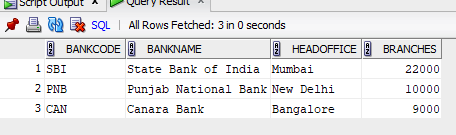 Script Output
Query Result
SQL | All Rows Fetched: 3 in 0 seconds
BANKCODE BANKNAME HEADOFFICE BRANCHES
1 SBI State Bank of India Mumbai 22000
2 PNB Punjab National Bank New Delhi 10000
3 CAN Canara Bank Bangalore 9000